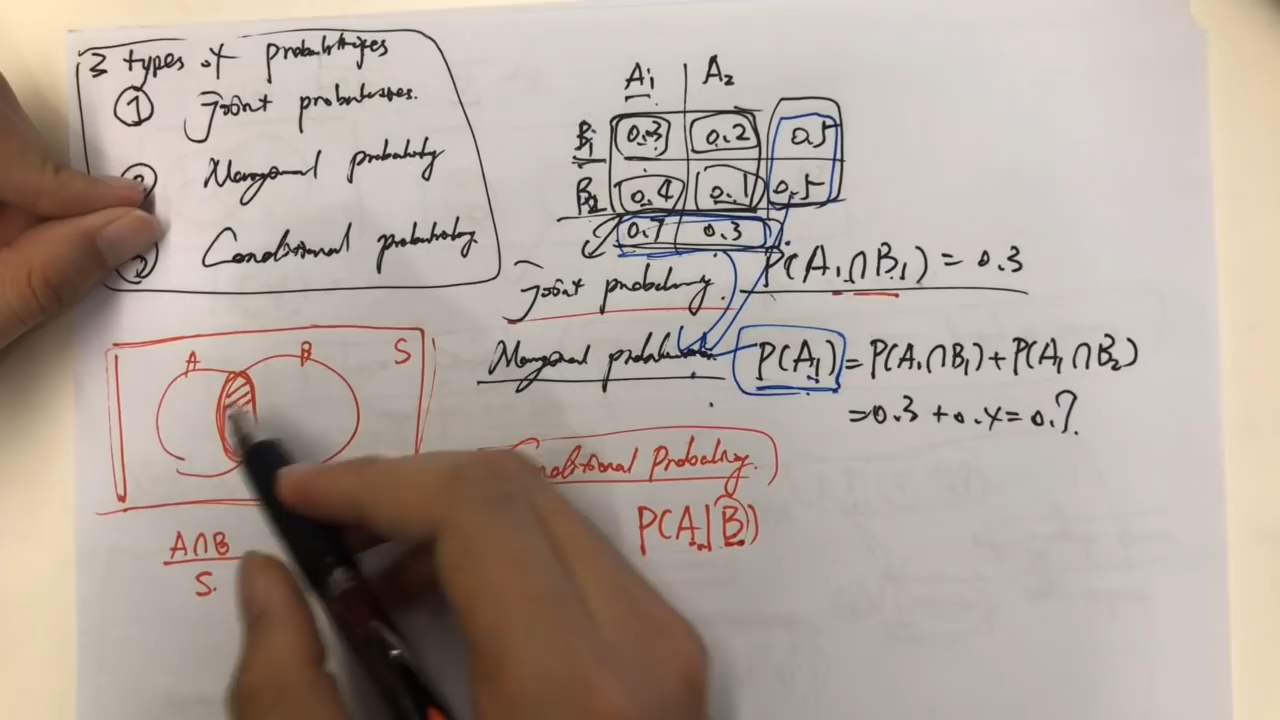 3 types of probabilities
① Joint probabilities.
Marginal probability
Conditional probability
A1 A2
B1 0.3 0.2 0.5
B2 0.4 0.1 0.5
0.7 0.3
Joint probability. P(A1∩B1) = 0.3
Marginal probability P(A1) = P(A1∩B1) + P(A1∩B2)
= 0.3 + 0.4 = 0.7
A B S
Conditional Probability.
P(A|B)
A∩B
S.